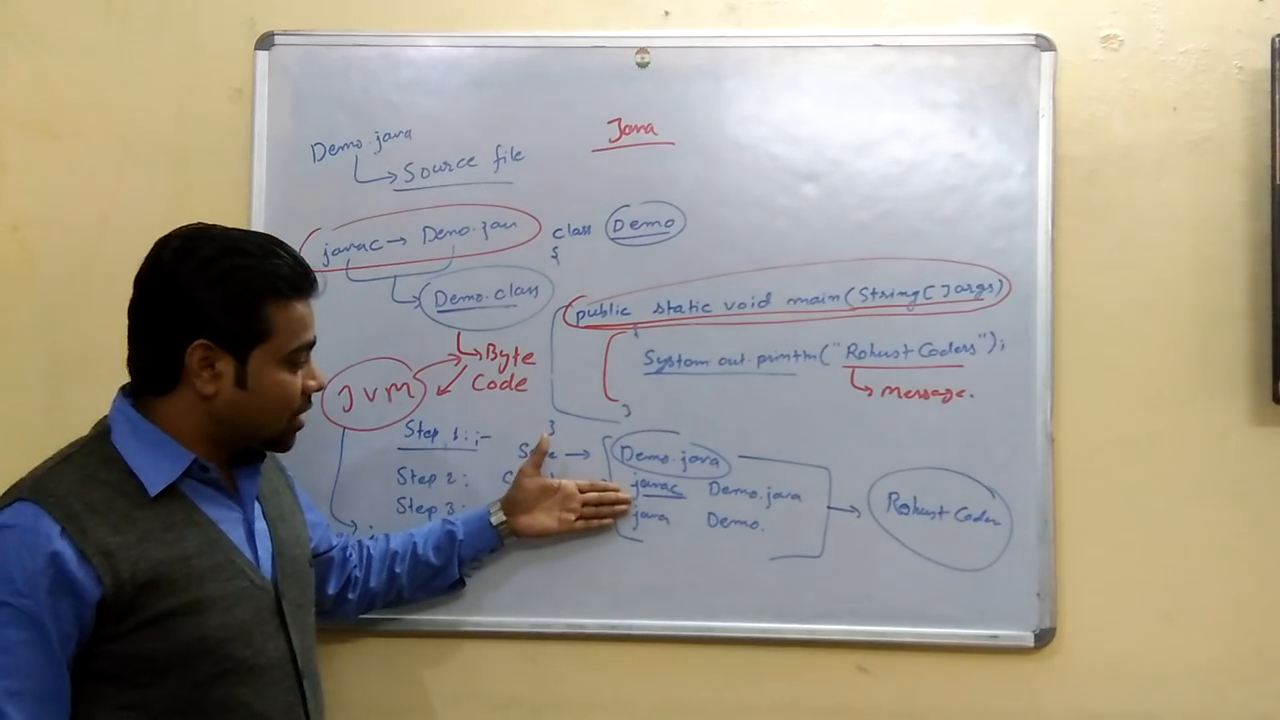 Java
Demo.java
Source file
javac → Demo.java
Demo.class
Byte
Code
JVM
class Demo
{
public static void main(String[] args)
{
System.out.println("Robust Coders");
Message.
}
}
Step 1:;-
→ Demo.java
Step 2:
javac Demo.java
Step 3:
java Demo.
Robust Coder